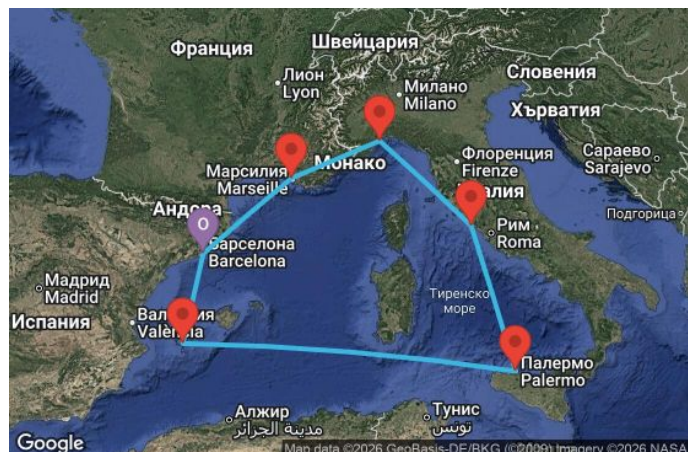 Франция
Швейцария
Лион
Lyon
Милано
Milano
Словения
Хърватия
Марсилия
Marseille
Монако
Флоренция
Firenze
Сараево
Sarajevo
Андора
O
Барселона
Barcelona
Рим
Roma
Подгорица
Мадрид
Madrid
Испания
València
Тиренско
море
Палермо
Palermo
Алжир
مدينة الجزائر
Тунис
تونس
Google
Map data ©2026 GeoBasis-DE/BKG (©2009) Imagery ©2026 NASA